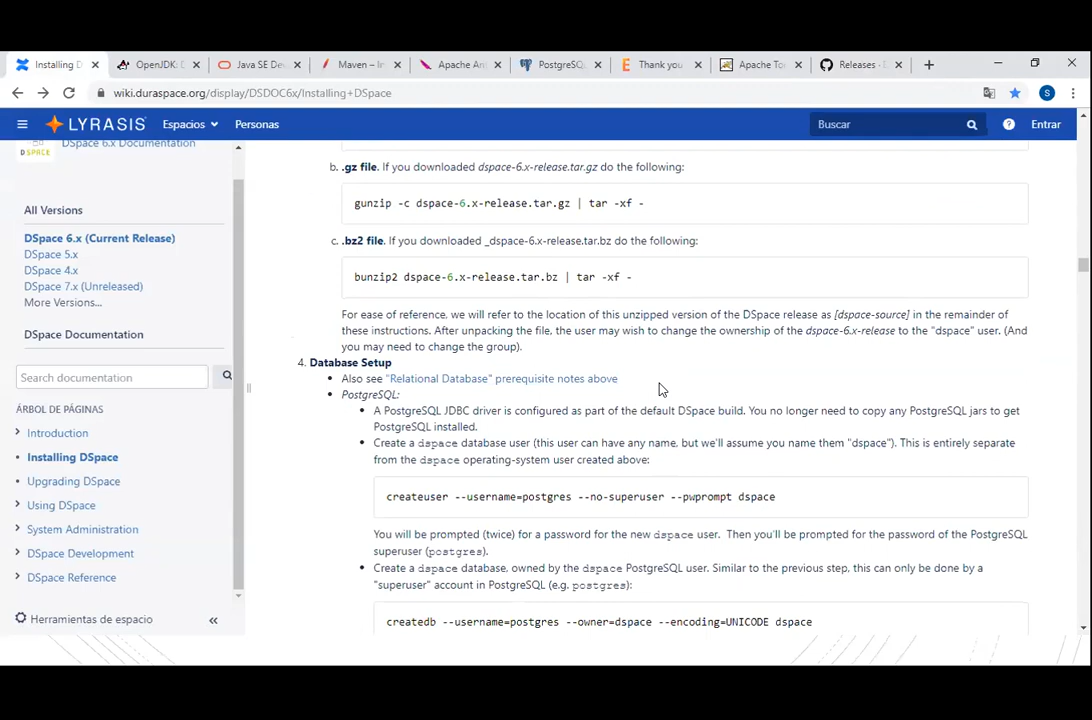 Installing D
OpenJDK: D
Java SE Dev
Maven – In
Apache An
PostgreSQ
Thank you
Apache To
Releases · E
wiki.duraspace.org/display/DSDOC6x/Installing+DSpace
S
LYRASIS
Espacios
Personas
Buscar
Entrar
DSPACE
DSpace 6.x Documentation
All Versions
DSpace 6.x (Current Release)
DSpace 5.x
DSpace 4.x
DSpace 7.x (Unreleased)
More Versions...
DSpace Documentation
Search documentation
ÁRBOL DE PÁGINAS
Introduction
Installing DSpace
Upgrading DSpace
Using DSpace
System Administration
DSpace Development
DSpace Reference
Herramientas de espacio
b. .gz file. If you downloaded dspace-6.x-release.tar.gz do the following:
gunzip -c dspace-6.x-release.tar.gz | tar -xf -
c. .bz2 file. If you downloaded _dspace-6.x-release.tar.bz do the following:
bunzip2 dspace-6.x-release.tar.bz | tar -xf -
For ease of reference, we will refer to the location of this unzipped version of the DSpace release as [dspace-source] in the remainder of
these instructions. After unpacking the file, the user may wish to change the ownership of the dspace-6.x-release to the "dspace" user. (And
you may need to change the group).
4. Database Setup
• Also see "Relational Database" prerequisite notes above
• PostgreSQL:
• A PostgreSQL JDBC driver is configured as part of the default DSpace build. You no longer need to copy any PostgreSQL jars to get
PostgreSQL installed.
• Create a dspace database user (this user can have any name, but we'll assume you name them "dspace"). This is entirely separate
from the dspace operating-system user created above:
createuser --username=postgres --no-superuser --pwprompt dspace
You will be prompted (twice) for a password for the new dspace user. Then you'll be prompted for the password of the PostgreSQL
superuser (postgres).
• Create a dspace database, owned by the dspace PostgreSQL user. Similar to the previous step, this can only be done by a
"superuser" account in PostgreSQL (e.g. postgres):
createdb --username=postgres --owner=dspace --encoding=UNICODE dspace